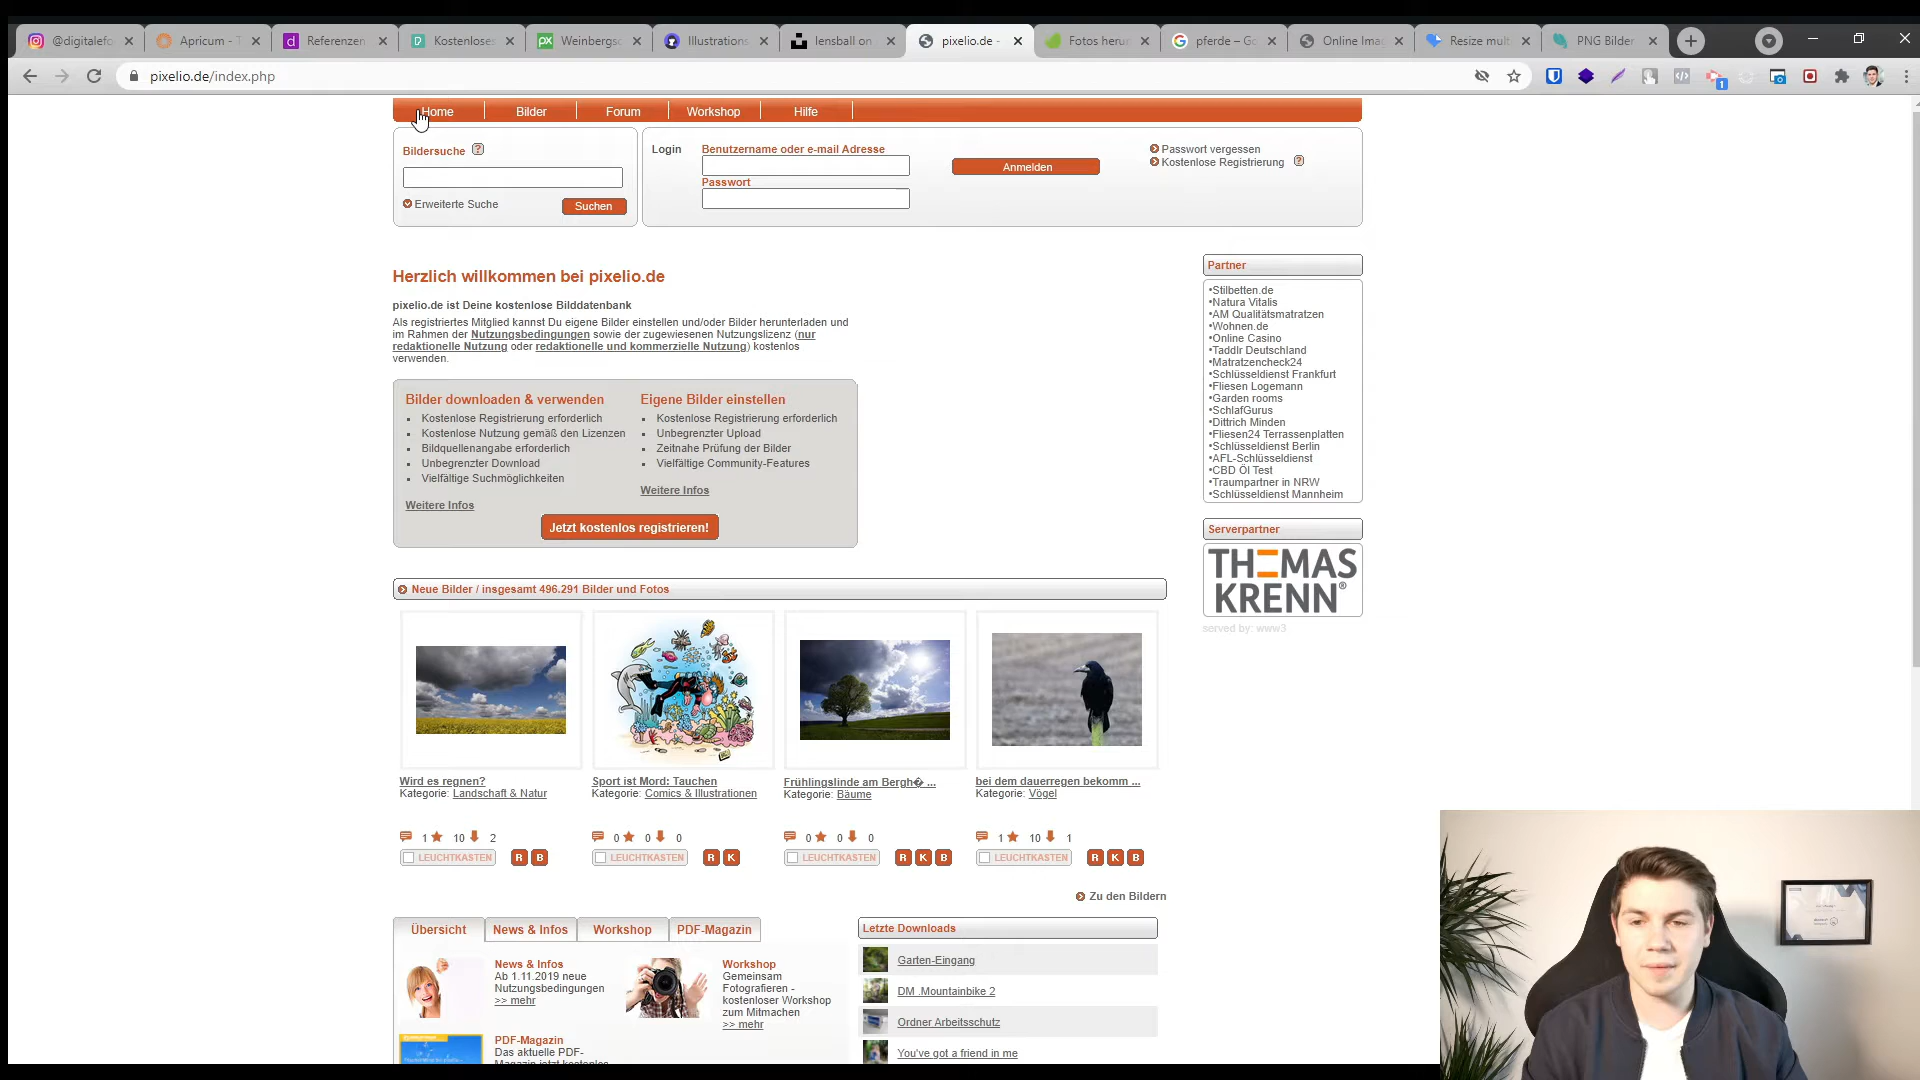 @digitalefo
Apricum - T
Referenzen
Kostenloses
Weinbergsc
Illustrations
lensball on
pixelio.de -
Fotos herun
pferde – Go
Online Imag
Resize mult
PNG Bilder
pixelio.de/index.php
Home
Bilder
Forum
Workshop
Hilfe
Bildersuche
Erweiterte Suche
Suchen
Login
Benutzername oder e-mail Adresse
Passwort
Anmelden
Passwort vergessen
Kostenlose Registrierung
Herzlich willkommen bei pixelio.de
pixelio.de ist Deine kostenlose Bilddatenbank
Als registriertes Mitglied kannst Du eigene Bilder einstellen und/oder Bilder herunterladen und
im Rahmen der Nutzungsbedingungen sowie der zugewiesenen Nutzungslizenz (nur
redaktionelle Nutzung oder redaktionelle und kommerzielle Nutzung) kostenlos
verwenden.
Bilder downloaden & verwenden
Kostenlose Registrierung erforderlich
Kostenlose Nutzung gemäß den Lizenzen
Bildquellenangabe erforderlich
Unbegrenzter Download
Vielfältige Suchmöglichkeiten
Weitere Infos
Eigene Bilder einstellen
Kostenlose Registrierung erforderlich
Unbegrenzter Upload
Zeitnahe Prüfung der Bilder
Vielfältige Community-Features
Weitere Infos
Jetzt kostenlos registrieren!
Partner
•Stilbetten.de
•Natura Vitalis
•AM Qualitätsmatratzen
•Wohnen.de
•Online Casino
•Taddlr Deutschland
•Matratzencheck24
•Schlüsseldienst Frankfurt
•Fliesen Logemann
•Garden rooms
•SchlafGurus
•Dittrich Minden
•Fliesen24 Terrassenplatten
•Schlüsseldienst Berlin
•AFL-Schlüsseldienst
•CBD Öl Test
•Traumpartner in NRW
•Schlüsseldienst Mannheim
Serverpartner
THOMAS
KRENN®
served by: www3
Neue Bilder / insgesamt 496.291 Bilder und Fotos
Wird es regnen?
Kategorie: Landschaft & Natur
1 10 2
LEUCHTKASTEN R B
Sport ist Mord: Tauchen
Kategorie: Comics & Illustrationen
0 0 0
LEUCHTKASTEN R K
Frühlingslinde am Bergh� ...
Kategorie: Bäume
0 0 0
LEUCHTKASTEN R K B
bei dem dauerregen bekomm ...
Kategorie: Vögel
1 10 1
LEUCHTKASTEN R K B
Zu den Bildern
Übersicht
News & Infos
Workshop
PDF-Magazin
News & Infos
Ab 1.11.2019 neue
Nutzungsbedingungen
>> mehr
Workshop
Gemeinsam
Fotografieren -
kostenloser Workshop
zum Mitmachen
>> mehr
PDF-Magazin
Das aktuelle PDF-
Magazin jetzt kostenlos
Letzte Downloads
Garten-Eingang
DM .Mountainbike 2
Ordner Arbeitsschutz
You've got a friend in me